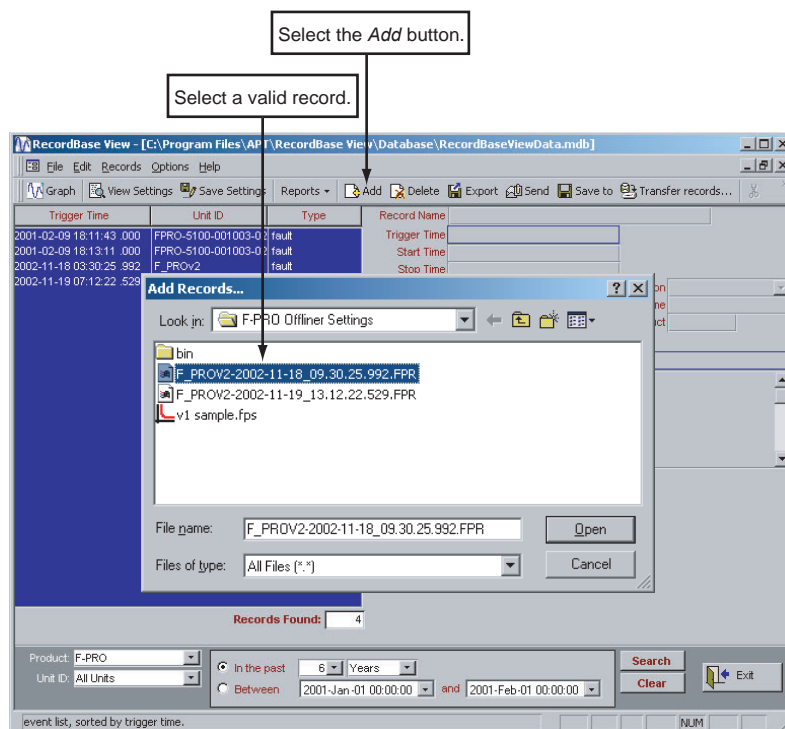 Select the Add button.
Select a valid record.
RecordBase View - [C:\Program Files\APT\RecordBase View\Database\RecordBaseViewData.mdb]
File Edit Records Options Help
Graph View Settings Save Settings Reports Add Delete Export Send Save to Transfer records...
Trigger Time Unit ID Type Record Name
2001-02-09 18:11:43 .000 FPRO-5100-001003-02 fault Trigger Time
2001-02-09 18:13:11 .000 FPRO-5100-001003-02 fault Start Time
2002-11-18 03:30:25 .992 F_PROv2 fault Stop Time
2002-11-19 07:12:22 .529
Add Records...
Look in: F-PRO Offliner Settings
bin
F_PROV2-2002-11-18_09.30.25.992.FPR
F_PROV2-2002-11-19_13.12.22.529.FPR
v1 sample.fps
File name: F_PROV2-2002-11-18_09.30.25.992.FPR Open
Files of type: All Files (*.*) Cancel
Records Found: 4
Product F-PRO In the past 6 Years Search
Unit ID: All Units Between 2001-Jan-01 00:00:00 and 2001-Feb-01 00:00:00 Clear Exit
event list, sorted by trigger time. NUM